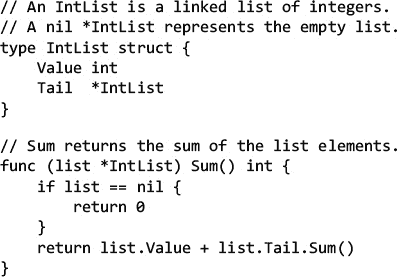 // An IntList is a linked list of integers.
// A nil *IntList represents the empty list.
type IntList struct {
    Value int
    Tail  *IntList
}

// Sum returns the sum of the list elements.
func (list *IntList) Sum() int {
    if list == nil {
        return 0
    }
    return list.Value + list.Tail.Sum()
}